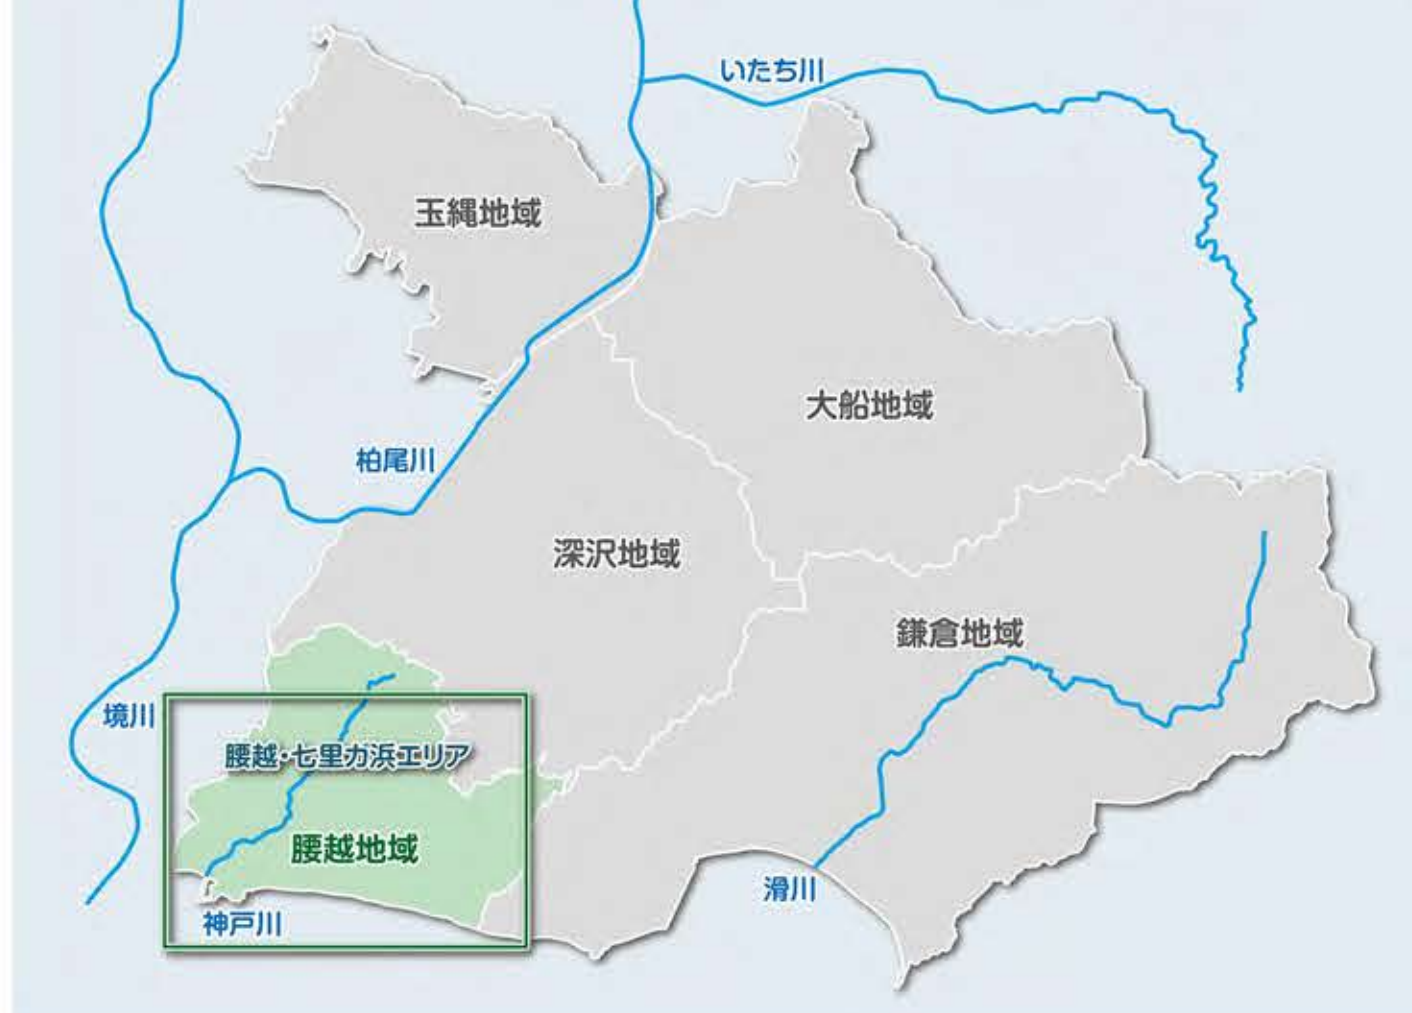 いたち川
玉縄地域
大船地域
柏尾川
深沢地域
鎌倉地域
境川
腰越・七里ガ浜エリア
腰越地域
滑川
神戸川